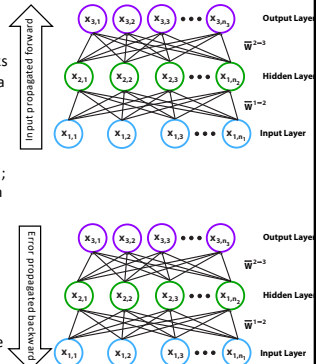 x3,1 x3,2 x3,3 ••• x3,n3 Output Layer
W2−3
ks
x2,1 x2,2 x2,3 ••• x1,n2 Hidden Layer
a
W1−2
x1,1 x1,2 x1,3 ••• x1,n1 Input Layer
Input propagated forward
;
x3,1 x3,2 x3,3 ••• x3,n3 Output Layer
W2−3
x2,1 x2,2 x2,3 ••• x1,n2 Hidden Layer
W1−2
e
x1,1 x1,2 x1,3 ••• x1,n1 Input Layer
Error propagated backward